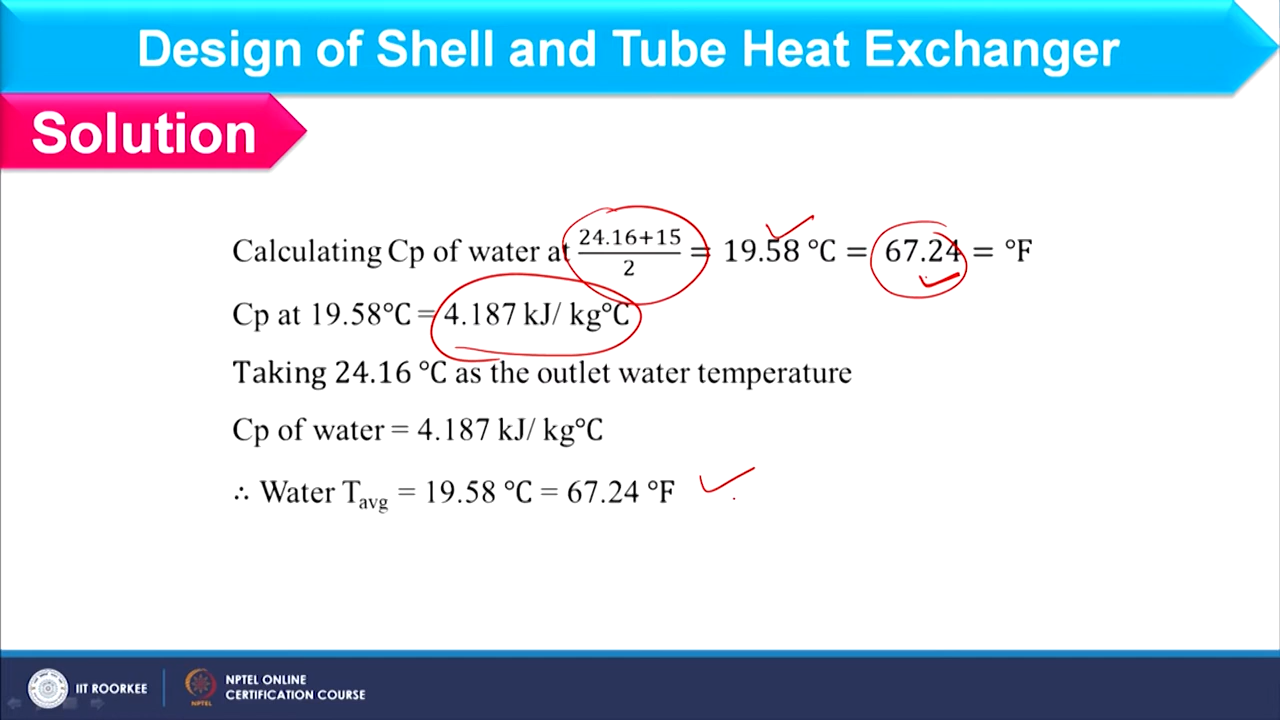 Design of Shell and Tube Heat Exchanger
Solution
Calculating Cp of water at (24.16+15)/2 = 19.58 °C = 67.24 = °F
Cp at 19.58°C = 4.187 kJ/ kg°C
Taking 24.16 °C as the outlet water temperature
Cp of water = 4.187 kJ/ kg°C
∴ Water Tavg = 19.58 °C = 67.24 °F
IIT ROORKEE
NPTEL
NPTEL ONLINE
CERTIFICATION COURSE